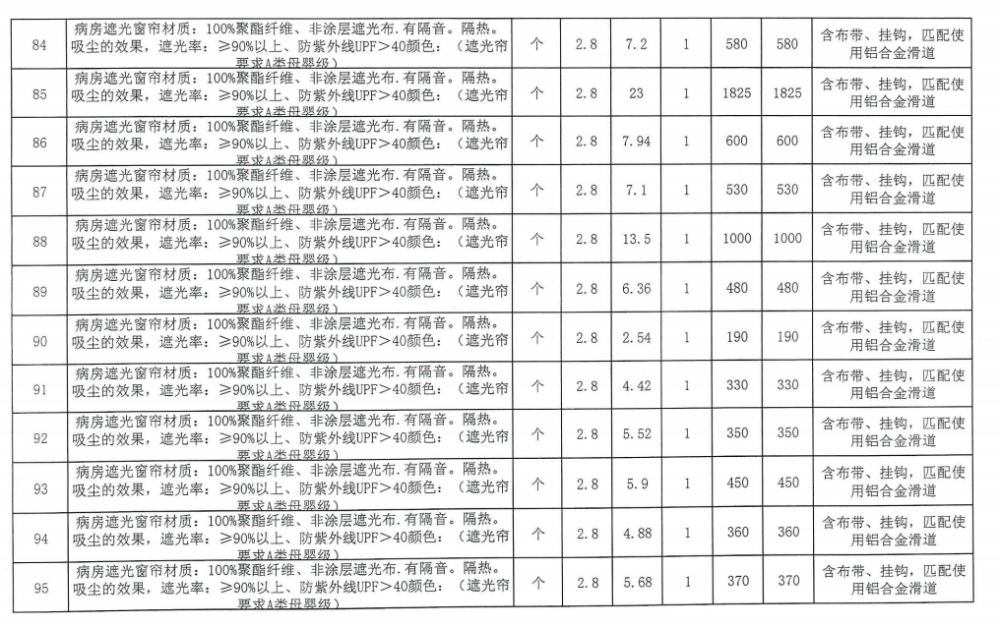 84 病房遮光窗帘材质：100%聚酯纤维、非涂层遮光布.有隔音。隔热。 个 2.8 7.2 1 580 580 含布带、挂钩，匹配使
吸尘的效果，遮光率：≥90%以上、防紫外线UPF＞40颜色：（遮光帘 用铝合金滑道
要求A类母婴级）
85 病房遮光窗帘材质：100%聚酯纤维、非涂层遮光布.有隔音。隔热。 个 2.8 23 1 1825 1825 含布带、挂钩，匹配使
吸尘的效果，遮光率：≥90%以上、防紫外线UPF＞40颜色：（遮光帘 用铝合金滑道
要求A类母婴级）
86 病房遮光窗帘材质：100%聚酯纤维、非涂层遮光布.有隔音。隔热。 个 2.8 7.94 1 600 600 含布带、挂钩，匹配使
吸尘的效果，遮光率：≥90%以上、防紫外线UPF＞40颜色：（遮光帘 用铝合金滑道
要求A类母婴级）
87 病房遮光窗帘材质：100%聚酯纤维、非涂层遮光布.有隔音。隔热。 个 2.8 7.1 1 530 530 含布带、挂钩，匹配使
吸尘的效果，遮光率：≥90%以上、防紫外线UPF＞40颜色：（遮光帘 用铝合金滑道
要求A类母婴级）
88 病房遮光窗帘材质：100%聚酯纤维、非涂层遮光布.有隔音。隔热。 个 2.8 13.5 1 1000 1000 含布带、挂钩，匹配使
吸尘的效果，遮光率：≥90%以上、防紫外线UPF＞40颜色：（遮光帘 用铝合金滑道
要求A类母婴级）
89 病房遮光窗帘材质：100%聚酯纤维、非涂层遮光布.有隔音。隔热。 个 2.8 6.36 1 480 480 含布带、挂钩，匹配使
吸尘的效果，遮光率：≥90%以上、防紫外线UPF＞40颜色：（遮光帘 用铝合金滑道
要求A类母婴级）
90 病房遮光窗帘材质：100%聚酯纤维、非涂层遮光布.有隔音。隔热。 个 2.8 2.54 1 190 190 含布带、挂钩，匹配使
吸尘的效果，遮光率：≥90%以上、防紫外线UPF＞40颜色：（遮光帘 用铝合金滑道
要求A类母婴级）
91 病房遮光窗帘材质：100%聚酯纤维、非涂层遮光布.有隔音。隔热。 个 2.8 4.42 1 330 330 含布带、挂钩，匹配使
吸尘的效果，遮光率：≥90%以上、防紫外线UPF＞40颜色：（遮光帘 用铝合金滑道
要求A类母婴级）
92 病房遮光窗帘材质：100%聚酯纤维、非涂层遮光布.有隔音。隔热。 个 2.8 5.52 1 350 350 含布带、挂钩，匹配使
吸尘的效果，遮光率：≥90%以上、防紫外线UPF＞40颜色：（遮光帘 用铝合金滑道
要求A类母婴级）
93 病房遮光窗帘材质：100%聚酯纤维、非涂层遮光布.有隔音。隔热。 个 2.8 5.9 1 450 450 含布带、挂钩，匹配使
吸尘的效果，遮光率：≥90%以上、防紫外线UPF＞40颜色：（遮光帘 用铝合金滑道
要求A类母婴级）
94 病房遮光窗帘材质：100%聚酯纤维、非涂层遮光布.有隔音。隔热。 个 2.8 4.88 1 360 360 含布带、挂钩，匹配使
吸尘的效果，遮光率：≥90%以上、防紫外线UPF＞40颜色：（遮光帘 用铝合金滑道
要求A类母婴级）
95 病房遮光窗帘材质：100%聚酯纤维、非涂层遮光布.有隔音。隔热。 个 2.8 5.68 1 370 370 含布带、挂钩，匹配使
吸尘的效果，遮光率：≥90%以上、防紫外线UPF＞40颜色：（遮光帘 用铝合金滑道
要求A类母婴级）